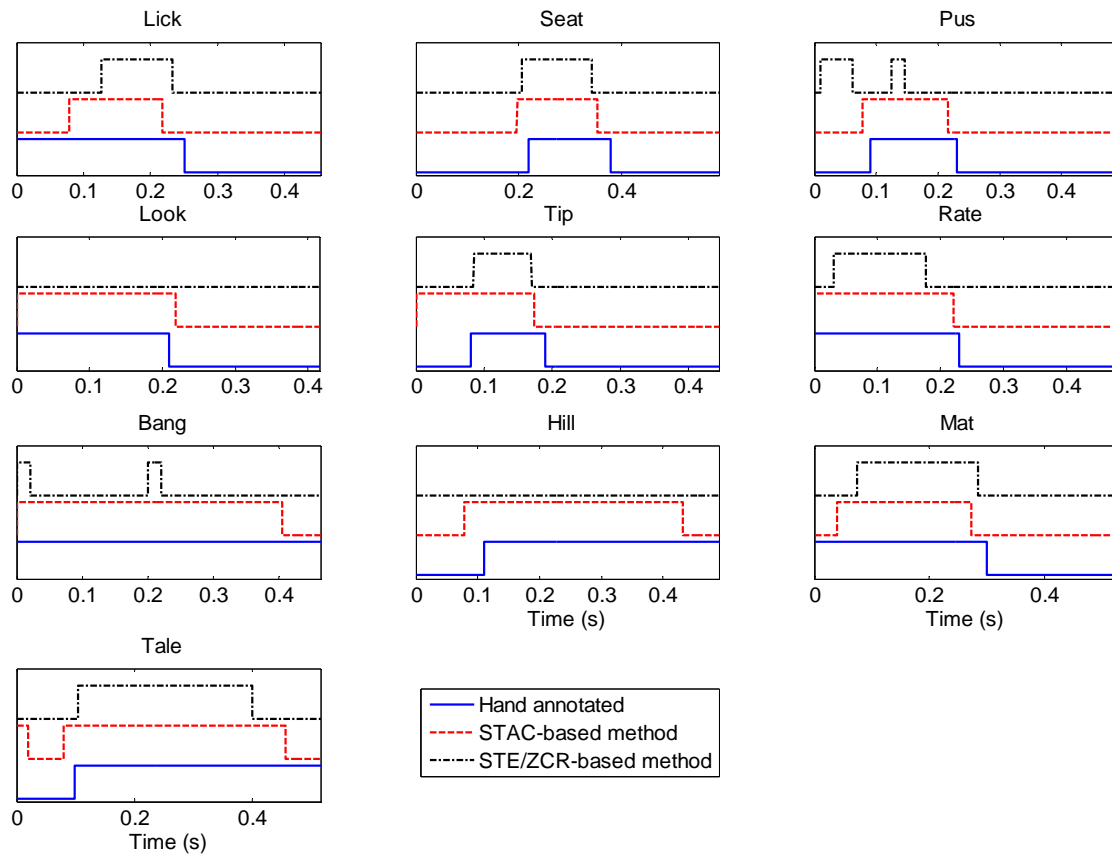 Lick Seat Pus
0 0.1 0.2 0.3 0.4 0 0.2 0.4 0 0.1 0.2 0.3 0.4
Look Tip Rate
0 0.1 0.2 0.3 0.4 0 0.1 0.2 0.3 0.4 0 0.1 0.2 0.3 0.4
Bang Hill Mat
0 0.1 0.2 0.3 0.4 0 0.1 0.2 0.3 0.4 0 0.2 0.4
Time (s) Time (s)
Tale
Hand annotated
STAC-based method
STE/ZCR-based method
0 0.2 0.4
Time (s)